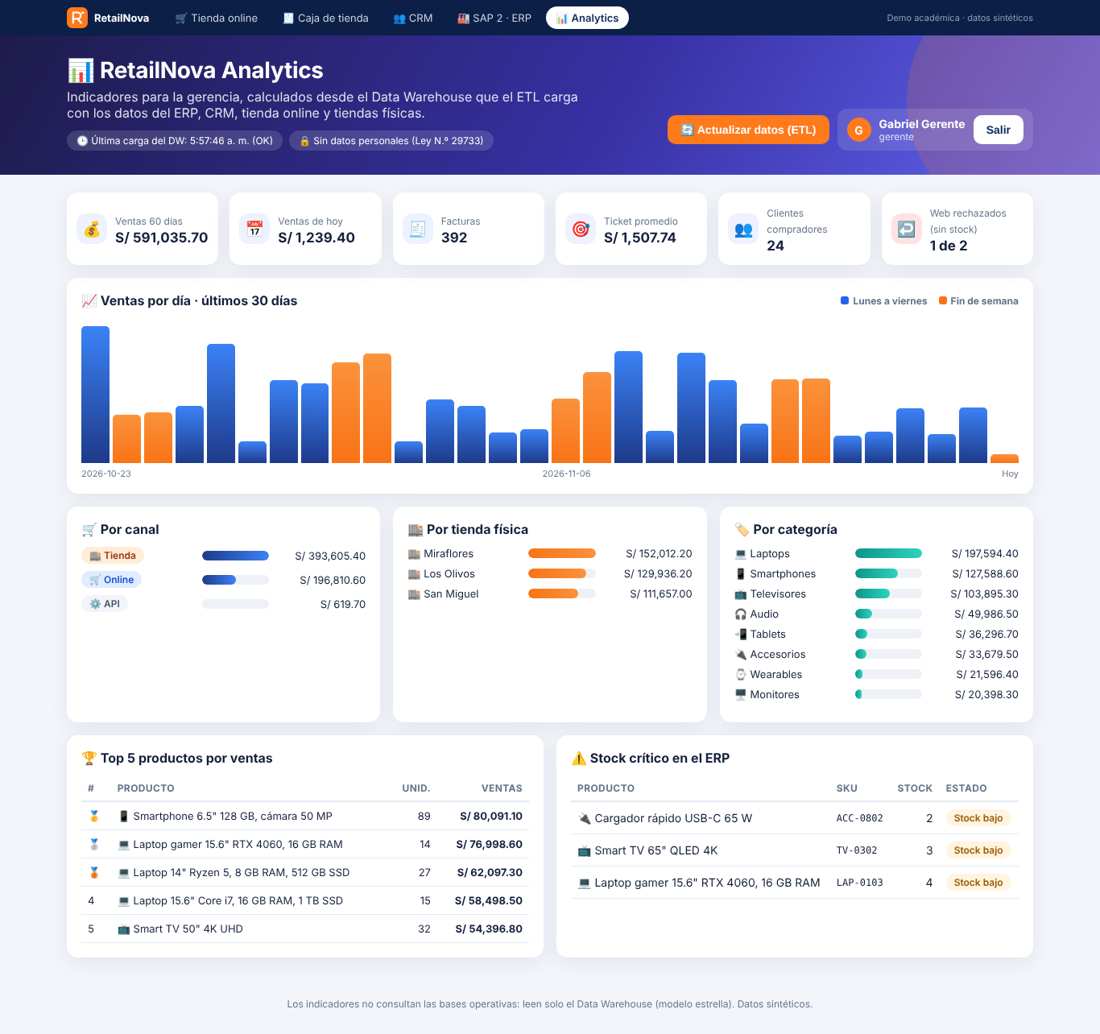 RetailNova
🛒 Tienda online
🧾 Caja de tienda
👥 CRM
🏭 SAP 2 · ERP
📊 Analytics
Demo académica · datos sintéticos
📊 RetailNova Analytics
Indicadores para la gerencia, calculados desde el Data Warehouse que el ETL carga
con los datos del ERP, CRM, tienda online y tiendas físicas.
🕒 Última carga del DW: 5:57:46 a. m. (OK)
🔒 Sin datos personales (Ley N.º 29733)
🔄 Actualizar datos (ETL)
G
Gabriel Gerente
gerente
Salir
Ventas 60 días
S/ 591,035.70
Ventas de hoy
S/ 1,239.40
Facturas
392
Ticket promedio
S/ 1,507.74
Clientes
compradores
24
Web rechazados
(sin stock)
1 de 2
📈 Ventas por día · últimos 30 días
Lunes a viernes
Fin de semana
2026-10-23
2026-11-06
Hoy
🛒 Por canal
🏬 Tienda S/ 393,605.40
🛒 Online S/ 196,810.60
⚙️ API S/ 619.70
🏬 Por tienda física
🏬 Miraflores S/ 152,012.20
🏬 Los Olivos S/ 129,936.20
🏬 San Miguel S/ 111,657.00
🏷️ Por categoría
💻 Laptops S/ 197,594.40
📱 Smartphones S/ 127,588.60
📺 Televisores S/ 103,895.30
🎧 Audio S/ 49,986.50
📲 Tablets S/ 36,296.70
🔌 Accesorios S/ 33,679.50
⌚ Wearables S/ 21,596.40
🖥️ Monitores S/ 20,398.30
🏆 Top 5 productos por ventas
# PRODUCTO UNID. VENTAS
🥇 📱 Smartphone 6.5" 128 GB, cámara 50 MP 89 S/ 80,091.10
🥈 💻 Laptop gamer 15.6" RTX 4060, 16 GB RAM 14 S/ 76,998.60
🥉 💻 Laptop 14" Ryzen 5, 8 GB RAM, 512 GB SSD 27 S/ 62,097.30
4 💻 Laptop 15.6" Core i7, 16 GB RAM, 1 TB SSD 15 S/ 58,498.50
5 📺 Smart TV 50" 4K UHD 32 S/ 54,396.80
⚠️ Stock crítico en el ERP
PRODUCTO SKU STOCK ESTADO
🔌 Cargador rápido USB-C 65 W ACC-0802 2 Stock bajo
📺 Smart TV 65" QLED 4K TV-0302 3 Stock bajo
💻 Laptop gamer 15.6" RTX 4060, 16 GB RAM LAP-0103 4 Stock bajo
Los indicadores no consultan las bases operativas: leen solo el Data Warehouse (modelo estrella). Datos sintéticos.